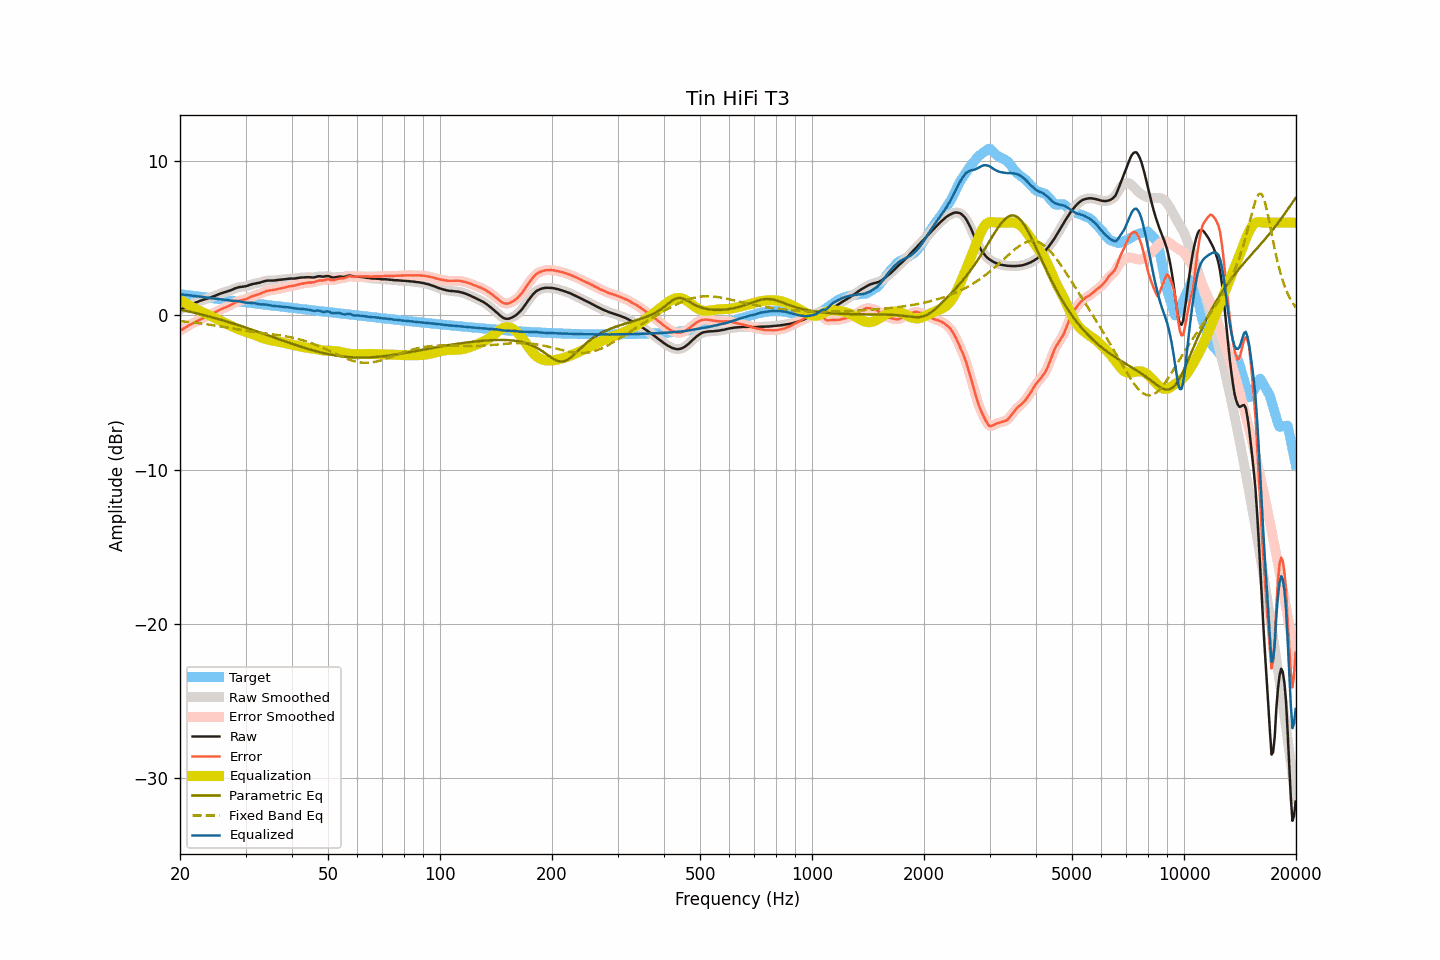 Tin HiFi T3
Amplitude (dBr)
10
0
−10
−20
−30
Target
Raw Smoothed
Error Smoothed
Raw
Error
Equalization
Parametric Eq
Fixed Band Eq
Equalized
20 50 100 200 500 1000 2000 5000 10000 20000
Frequency (Hz)